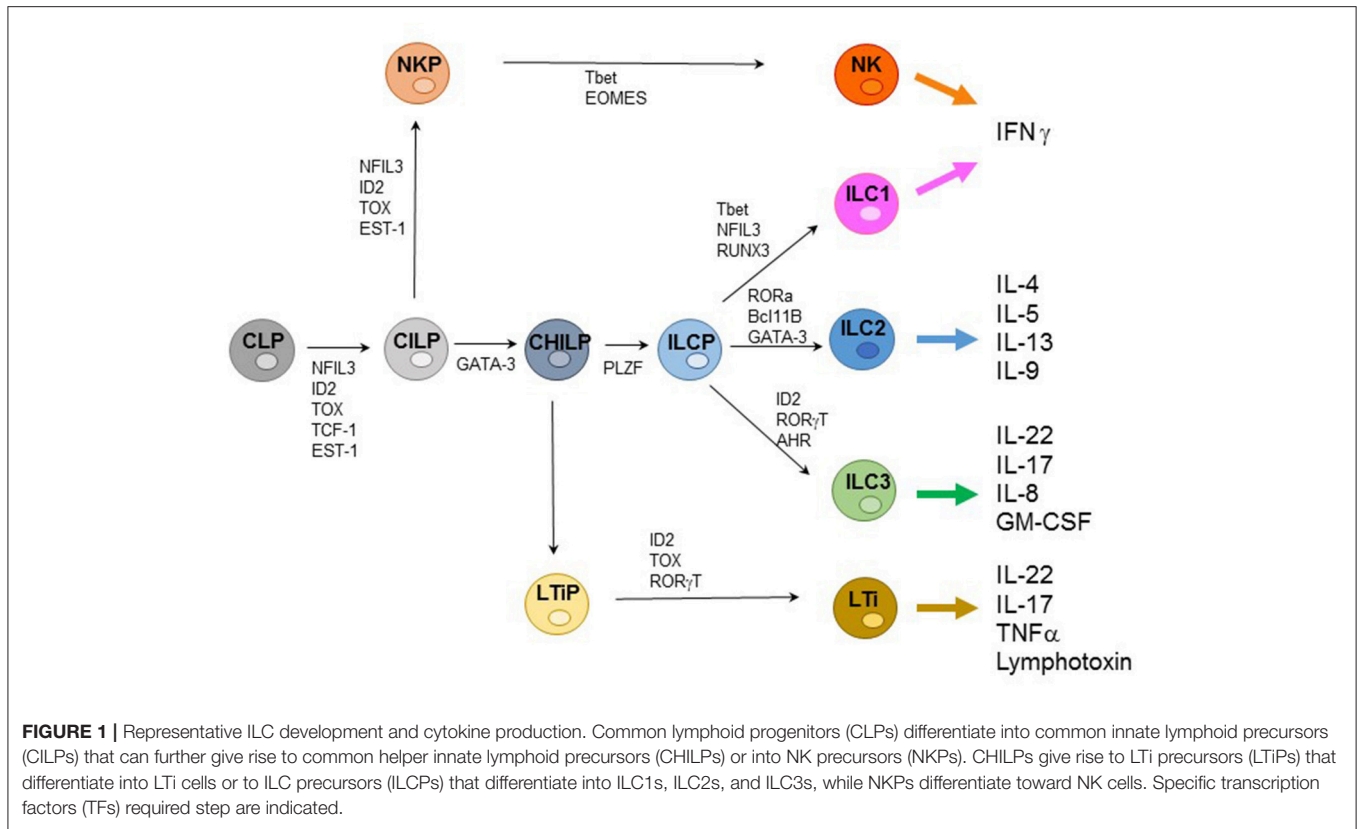 NKP
Tbet
EOMES
NK
IFN γ
NFIL3
ID2
TOX
EST-1
ILC1
Tbet
NFIL3
RUNX3
CLP
NFIL3
ID2
TOX
TCF-1
EST-1
CILP
GATA-3
CHILP
PLZF
ILCP
RORa
Bcl11B
GATA-3
ILC2
IL-4
IL-5
IL-13
IL-9
ID2
RORγT
AHR
ILC3
IL-22
IL-17
IL-8
GM-CSF
LTiP
ID2
TOX
RORγT
LTi
IL-22
IL-17
TNFα
Lymphotoxin
FIGURE 1 | Representative ILC development and cytokine production. Common lymphoid progenitors (CLPs) differentiate into common innate lymphoid precursors
(CILPs) that can further give rise to common helper innate lymphoid precursors (CHILPs) or into NK precursors (NKPs). CHILPs give rise to LTi precursors (LTiPs) that
differentiate into LTi cells or to ILC precursors (ILCPs) that differentiate into ILC1s, ILC2s, and ILC3s, while NKPs differentiate toward NK cells. Specific transcription
factors (TFs) required step are indicated.